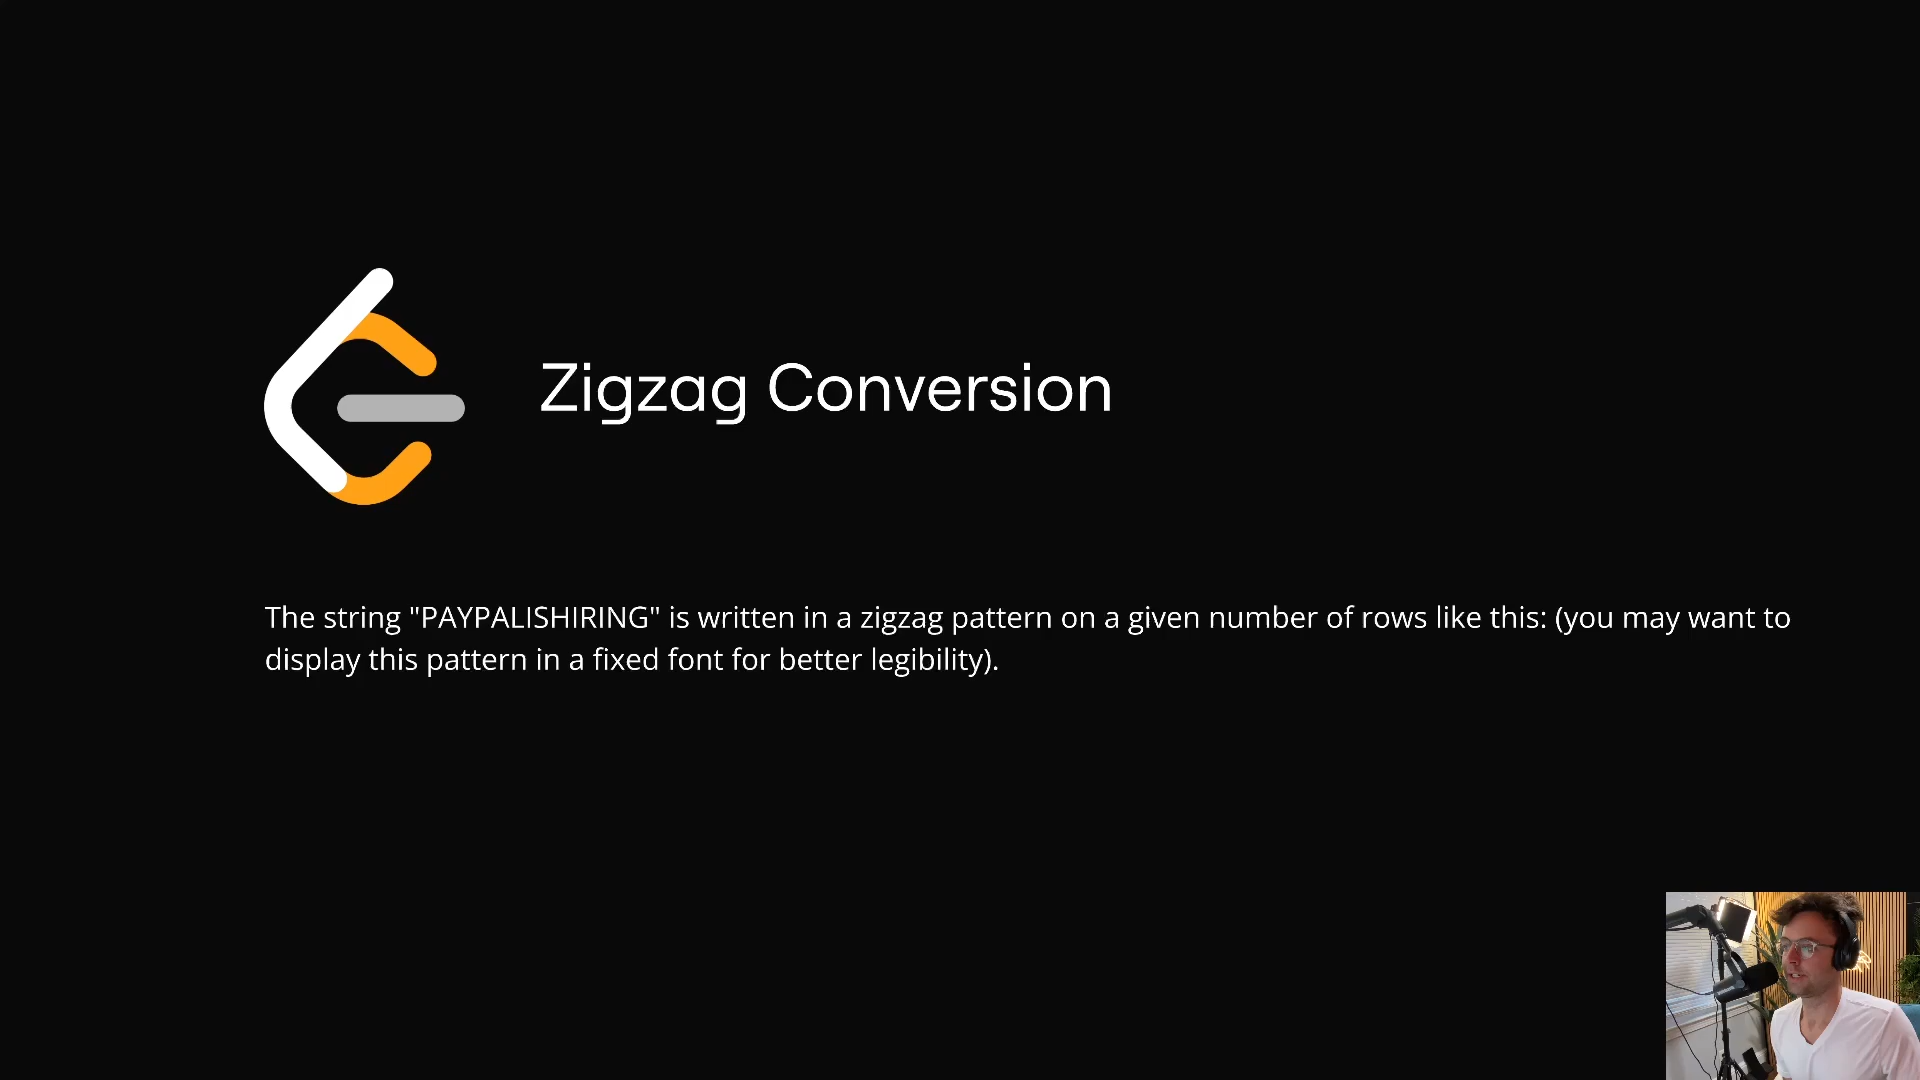 Zigzag Conversion
The string "PAYPALISHIRING" is written in a zigzag pattern on a given number of rows like this: (you may want to
display this pattern in a fixed font for better legibility).